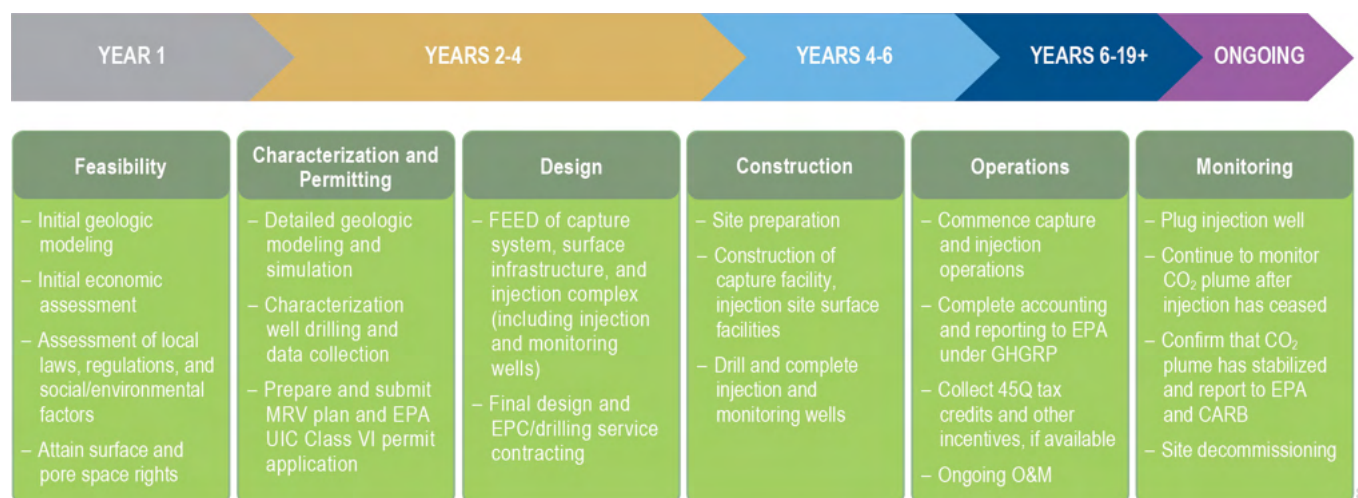 YEAR 1
YEARS 2-4
YEARS 4-6
YEARS 6-19+
ONGOING
Feasibility
– Initial geologic
modeling
– Initial economic
assessment
– Assessment of local
laws, regulations, and
social/environmental
factors
– Attain surface and
pore space rights
Characterization and
Permitting
– Detailed geologic
modeling and
simulation
– Characterization
well drilling and
data collection
– Prepare and submit
MRV plan and EPA
UIC Class VI permit
application
Design
– FEED of capture
system, surface
infrastructure, and
injection complex
(including injection
and monitoring
wells)
– Final design and
EPC/drilling service
contracting
Construction
– Site preparation
– Construction of
capture facility,
injection site surface
facilities
– Drill and complete
injection and
monitoring wells
Operations
– Commence capture
and injection
operations
– Complete accounting
and reporting to EPA
under GHGRP
– Collect 45Q tax
credits and other
incentives, if available
– Ongoing O&M
Monitoring
– Plug injection well
– Continue to monitor
CO₂ plume after
injection has ceased
– Confirm that CO₂
plume has stabilized
and report to EPA
and CARB
– Site decommissioning